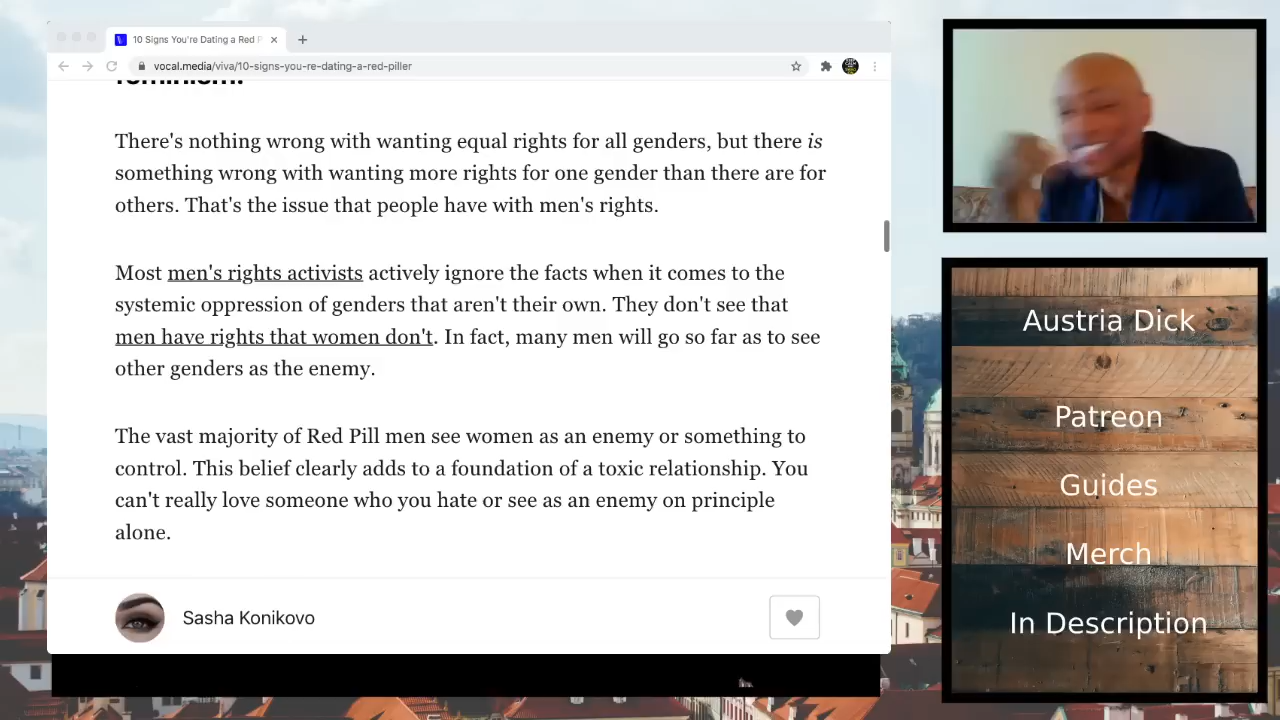 10 Signs You're Dating a Red P
vocal.media/viva/10-signs-you-re-dating-a-red-piller
feminism.
There's nothing wrong with wanting equal rights for all genders, but there is
something wrong with wanting more rights for one gender than there are for
others. That's the issue that people have with men's rights.
Most men's rights activists actively ignore the facts when it comes to the
systemic oppression of genders that aren't their own. They don't see that
men have rights that women don't. In fact, many men will go so far as to see
other genders as the enemy.
The vast majority of Red Pill men see women as an enemy or something to
control. This belief clearly adds to a foundation of a toxic relationship. You
can't really love someone who you hate or see as an enemy on principle
alone.
Sasha Konikovo
Austria Dick
Patreon
Guides
Merch
In Description